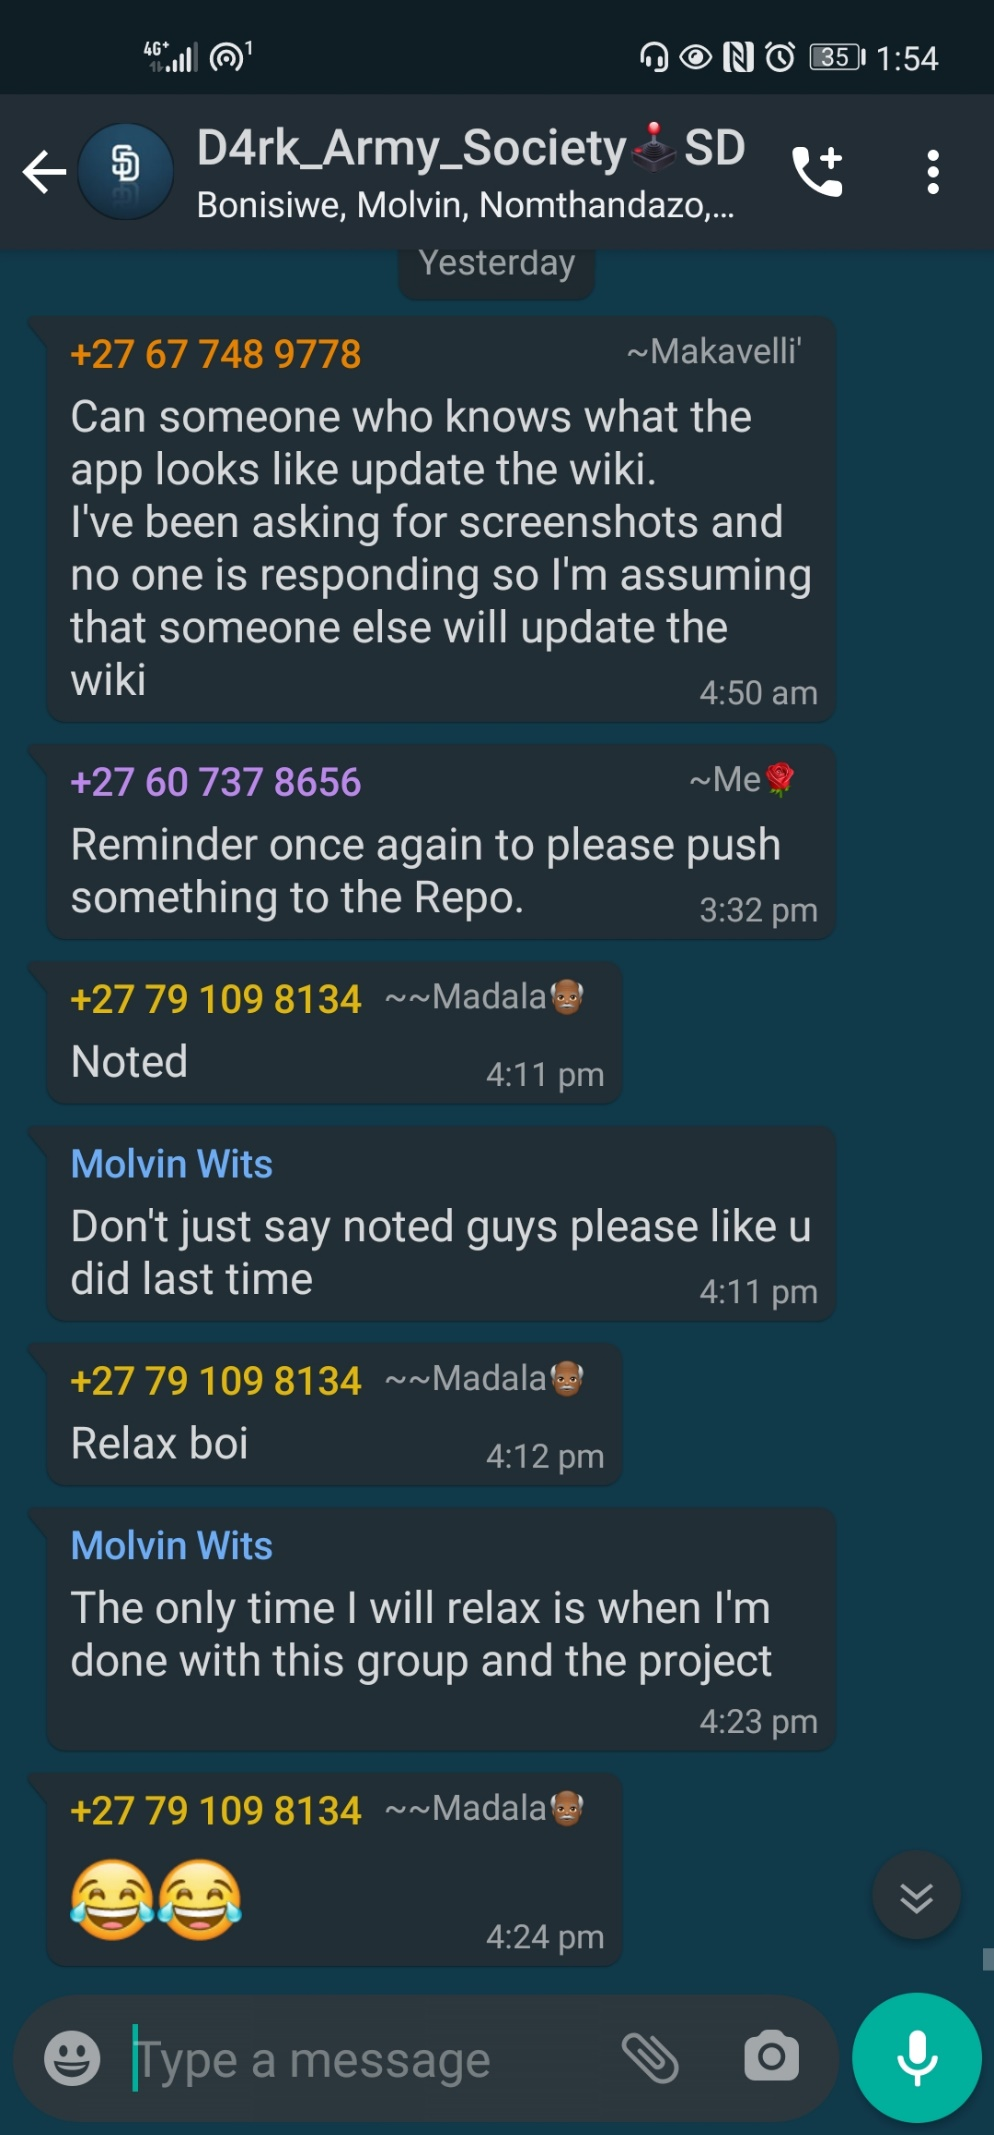 4G+ 1 35 1:54
D4rk_Army_Society🕹️SD
Bonisiwe, Molvin, Nomthandazo,...
Yesterday
+27 67 748 9778 ~Makavelli'
Can someone who knows what the
app looks like update the wiki.
I've been asking for screenshots and
no one is responding so I'm assuming
that someone else will update the
wiki
4:50 am
+27 60 737 8656 ~Me🌹
Reminder once again to please push
something to the Repo.
3:32 pm
+27 79 109 8134 ~~Madala👴🏾
Noted
4:11 pm
Molvin Wits
Don't just say noted guys please like u
did last time
4:11 pm
+27 79 109 8134 ~~Madala👴🏾
Relax boi
4:12 pm
Molvin Wits
The only time I will relax is when I'm
done with this group and the project
4:23 pm
+27 79 109 8134 ~~Madala👴🏾
😂😂
4:24 pm
Type a message